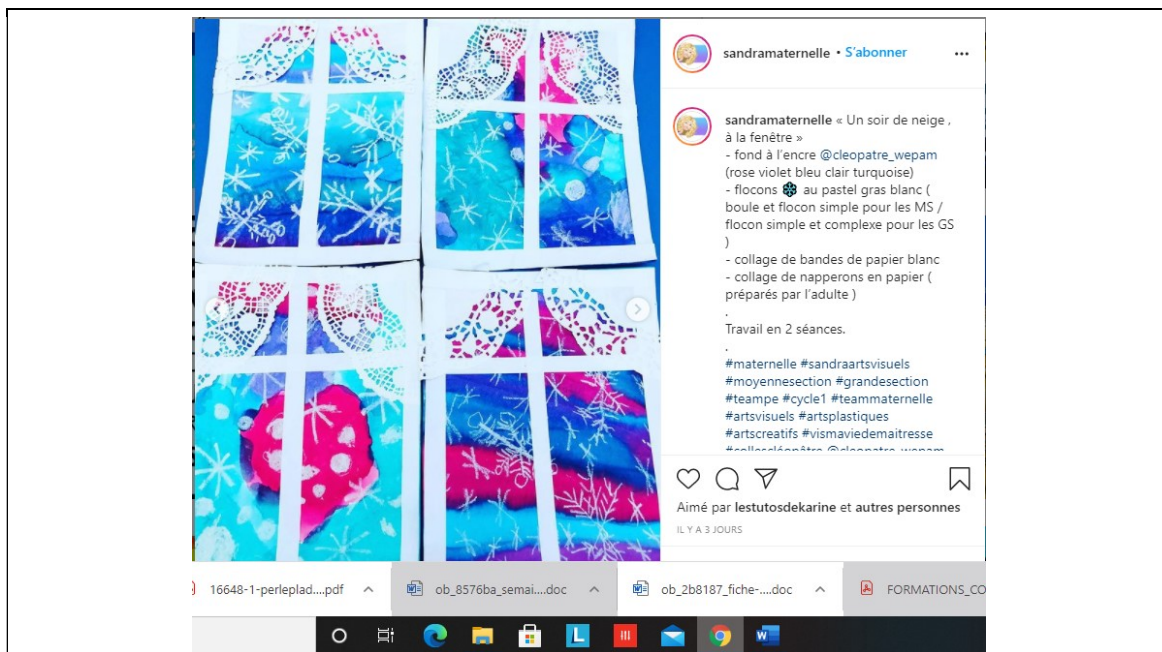 sandramaternelle • S'abonner
sandramaternelle « Un soir de neige ,
à la fenêtre »
- fond à l'encre @cleopatre_wepam
(rose violet bleu clair turquoise)
- flocons ❄ au pastel gras blanc (
boule et flocon simple pour les MS /
flocon simple et complexe pour les GS
)
- collage de bandes de papier blanc
- collage de napperons en papier (
préparés par l'adulte )
.
Travail en 2 séances.
.
#maternelle #sandraartsvisuels
#moyennesection #grandesection
#teampe #cycle1 #teammaternelle
#artsvisuels #artsplastiques
#artscreatifs #vismaviedemaitresse
#collescléopâtre @cleopatre_wepam
Aimé par lestutosdekarine et autres personnes
IL Y A 3 JOURS
16648-1-perleplad....pdf
ob_8576ba_semai....doc
ob_2b8187_fiche-....doc
FORMATIONS_CO